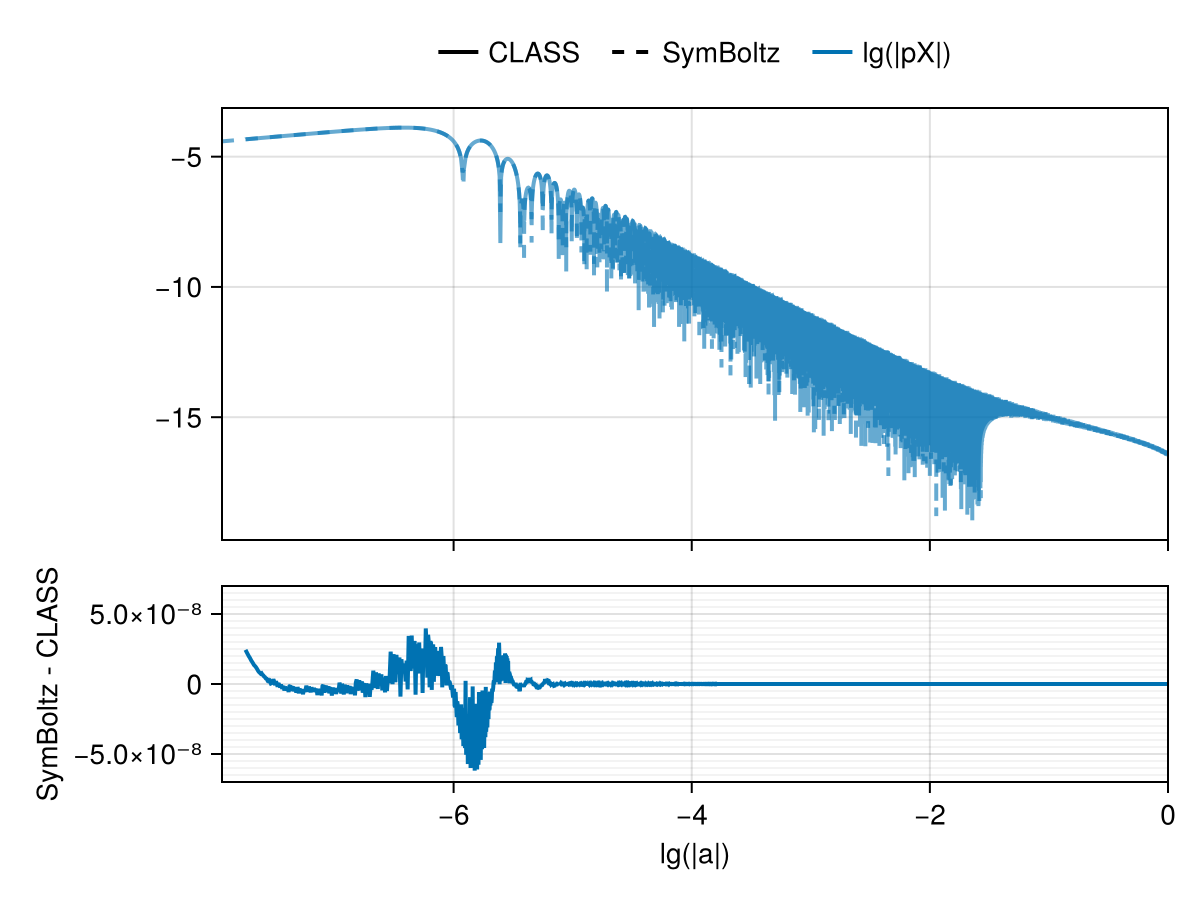 CLASS SymBoltz lg(|pX|)
−5
−10
−15
SymBoltz - CLASS
5.0×10⁻⁸
0
−5.0×10⁻⁸
−6 −4 −2 0
lg(|a|)